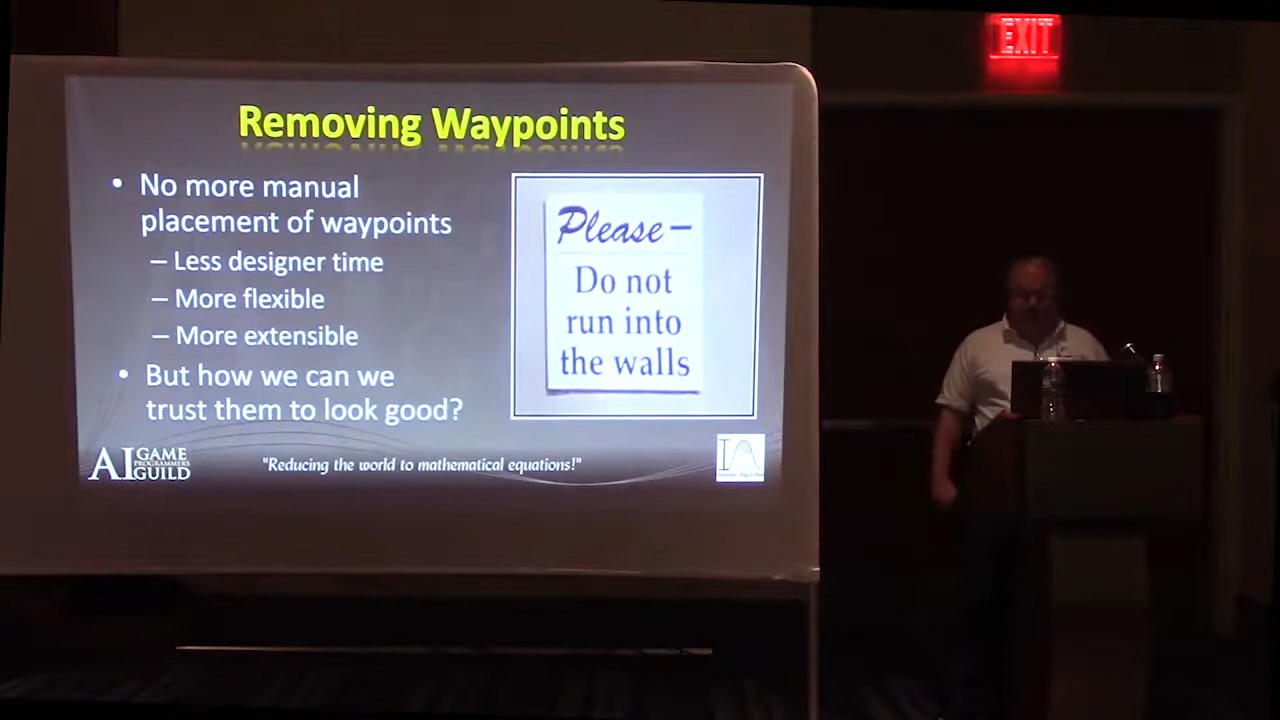 EXIT
Removing Waypoints
• No more manual
placement of waypoints
– Less designer time
– More flexible
– More extensible
• But how we can we
trust them to look good?
Please –
Do not
run into
the walls
AI GAME
PROGRAMMERS
GUILD
"Reducing the world to mathematical equations!"
IA